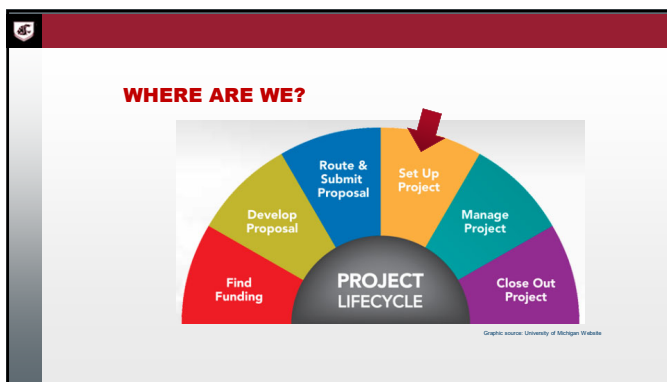 WHERE ARE WE?
Find
Funding
Develop
Proposal
Route &
Submit
Proposal
Set Up
Project
Manage
Project
Close Out
Project
PROJECT
LIFECYCLE
Graphic source: University of Michigan Website